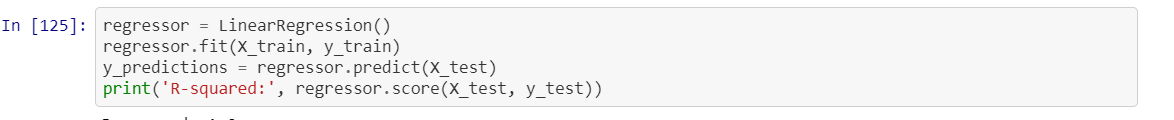 In [125]: regressor = LinearRegression()
regressor.fit(X_train, y_train)
y_predictions = regressor.predict(X_test)
print('R-squared:', regressor.score(X_test, y_test))